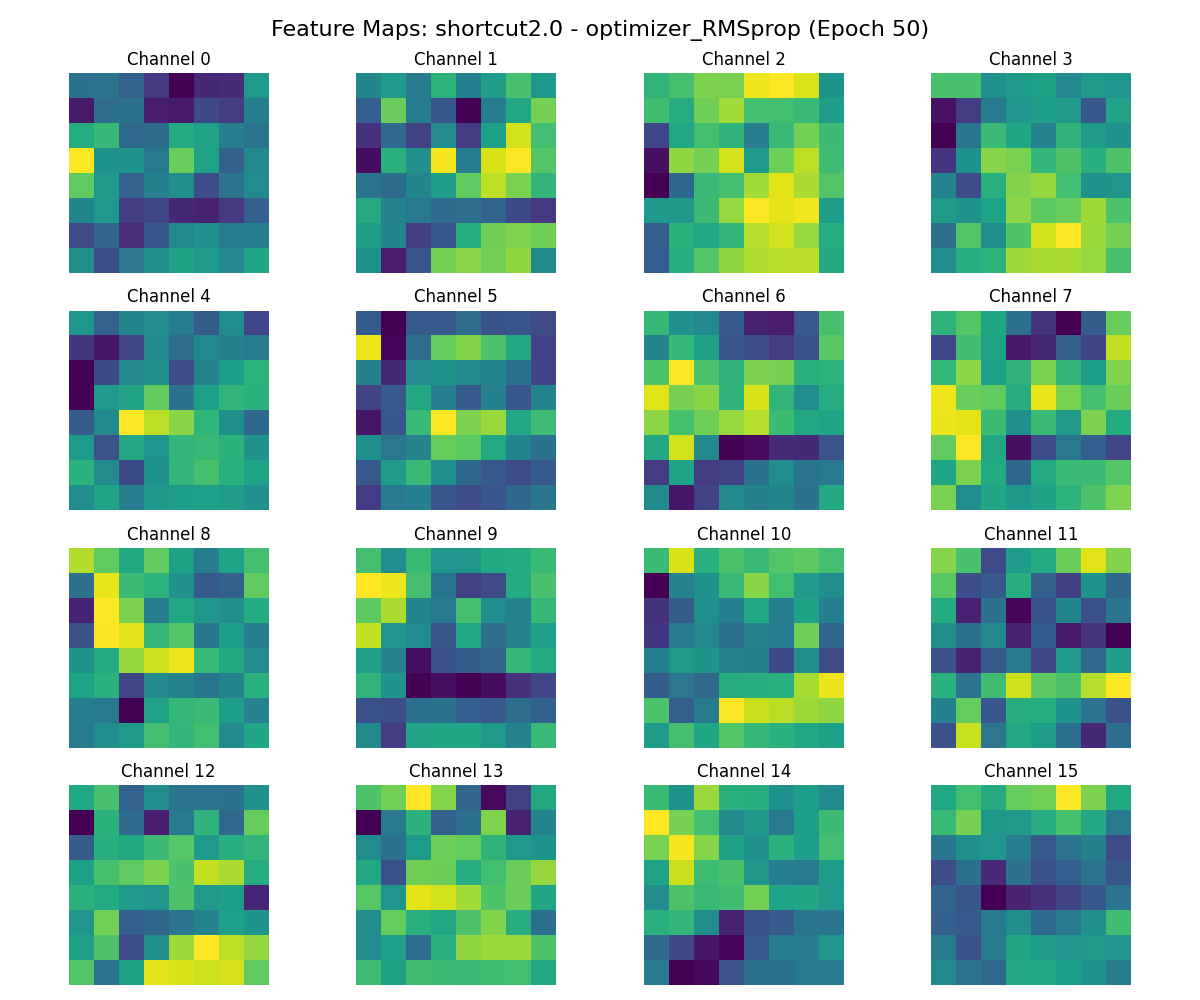 Feature Maps: shortcut2.0 - optimizer_RMSprop (Epoch 50)
Channel 0
Channel 1
Channel 2
Channel 3
Channel 4
Channel 5
Channel 6
Channel 7
Channel 8
Channel 9
Channel 10
Channel 11
Channel 12
Channel 13
Channel 14
Channel 15